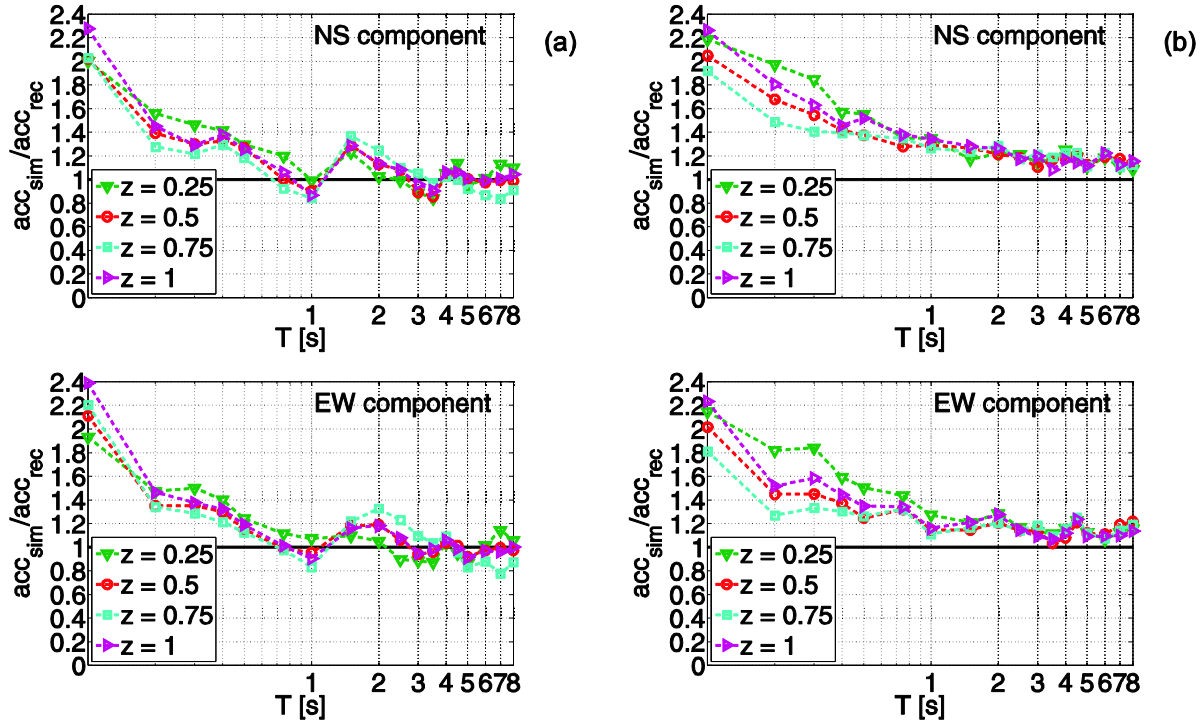 2.4
2.2
2
1.8
1.6
1.4
1.2
1
0.8
0.6
0.4
0.2
0
acc_sim/acc_rec
NS component
(a)
z = 0.25
z = 0.5
z = 0.75
z = 1
1 2 3 4 5 6 7 8
T [s]
2.4
2.2
2
1.8
1.6
1.4
1.2
1
0.8
0.6
0.4
0.2
0
acc_sim/acc_rec
NS component
(b)
z = 0.25
z = 0.5
z = 0.75
z = 1
1 2 3 4 5 6 7 8
T [s]
2.4
2.2
2
1.8
1.6
1.4
1.2
1
0.8
0.6
0.4
0.2
0
acc_sim/acc_rec
EW component
z = 0.25
z = 0.5
z = 0.75
z = 1
1 2 3 4 5 6 7 8
T [s]
2.4
2.2
2
1.8
1.6
1.4
1.2
1
0.8
0.6
0.4
0.2
0
acc_sim/acc_rec
EW component
z = 0.25
z = 0.5
z = 0.75
z = 1
1 2 3 4 5 6 7 8
T [s]